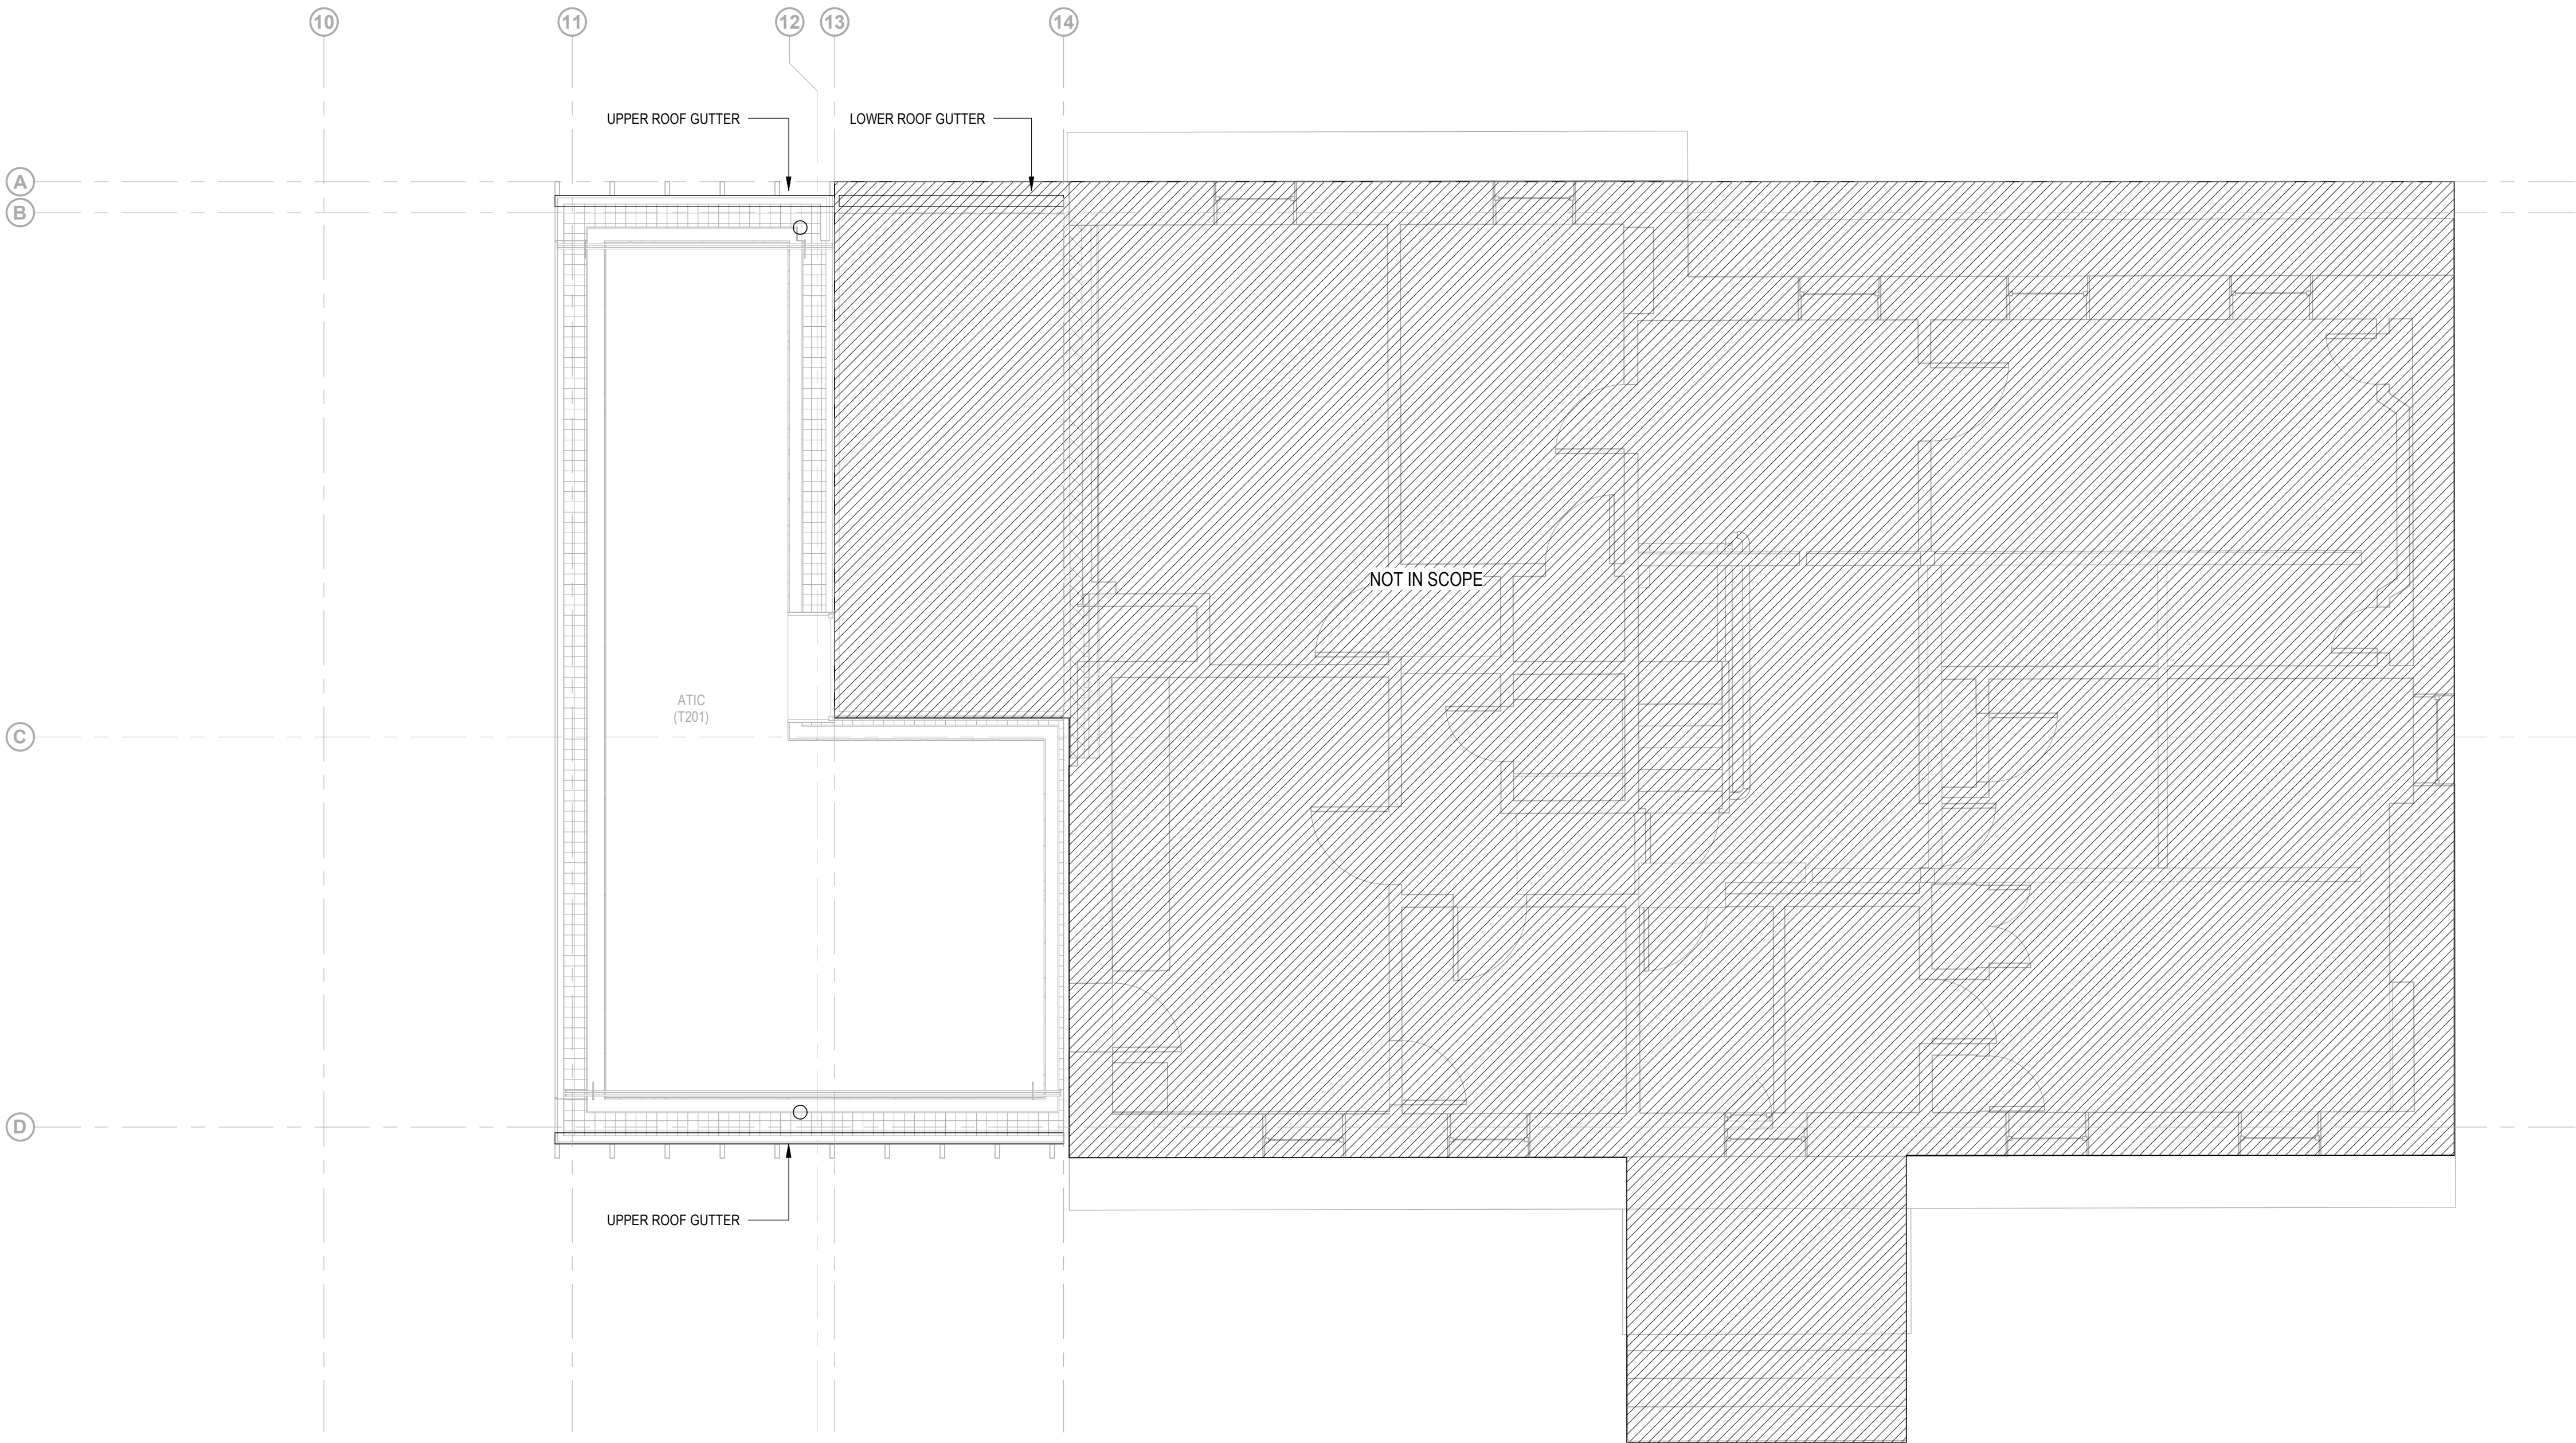 10
11
12
13
14
UPPER ROOF GUTTER
LOWER ROOF GUTTER
A
B
NOT IN SCOPE
ATIC
(T201)
C
D
UPPER ROOF GUTTER